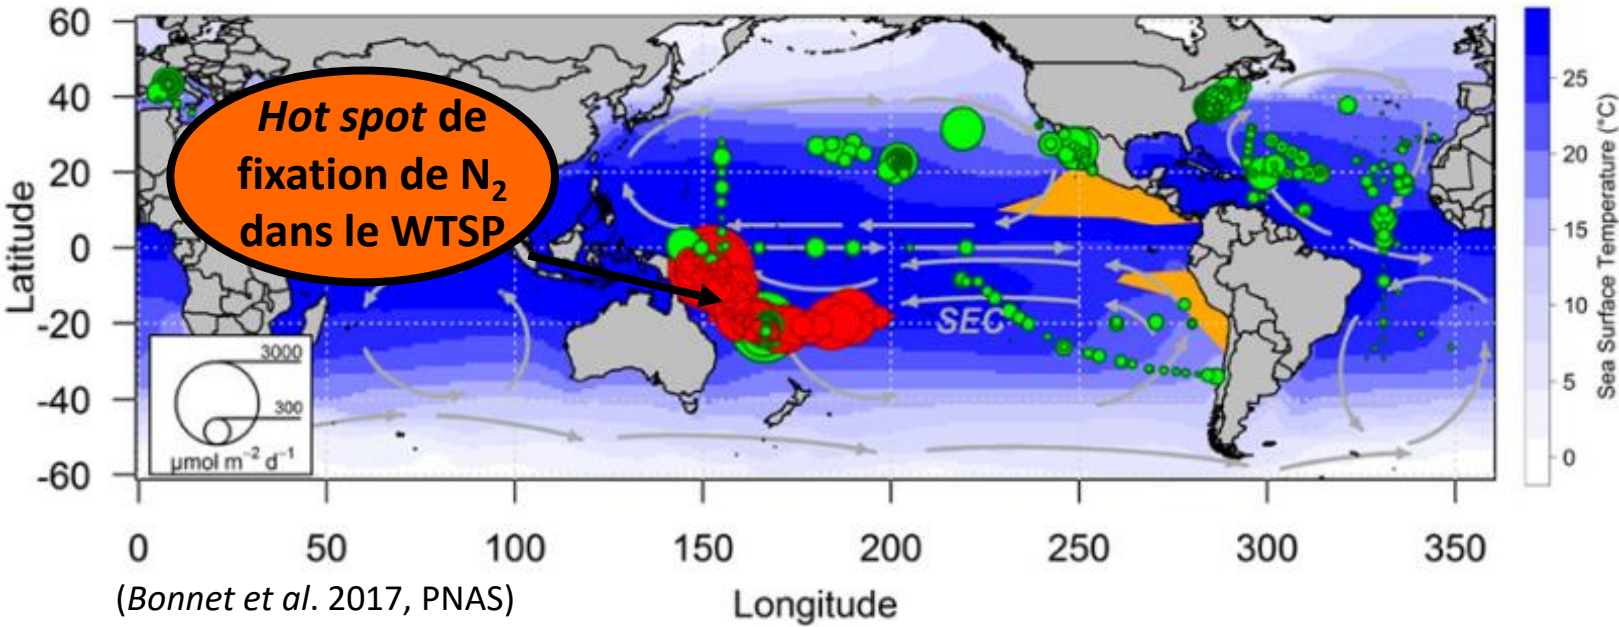 60
40
20
0
-20
-40
-60
Latitude
Hot spot de
fixation de N₂
dans le WTSP
SEC
3000
300
µmol m⁻² d⁻¹
0 50 100 150 200 250 300 350
Longitude
25
20
15
10
5
0
Sea Surface Temperature (°C)
(Bonnet et al. 2017, PNAS)